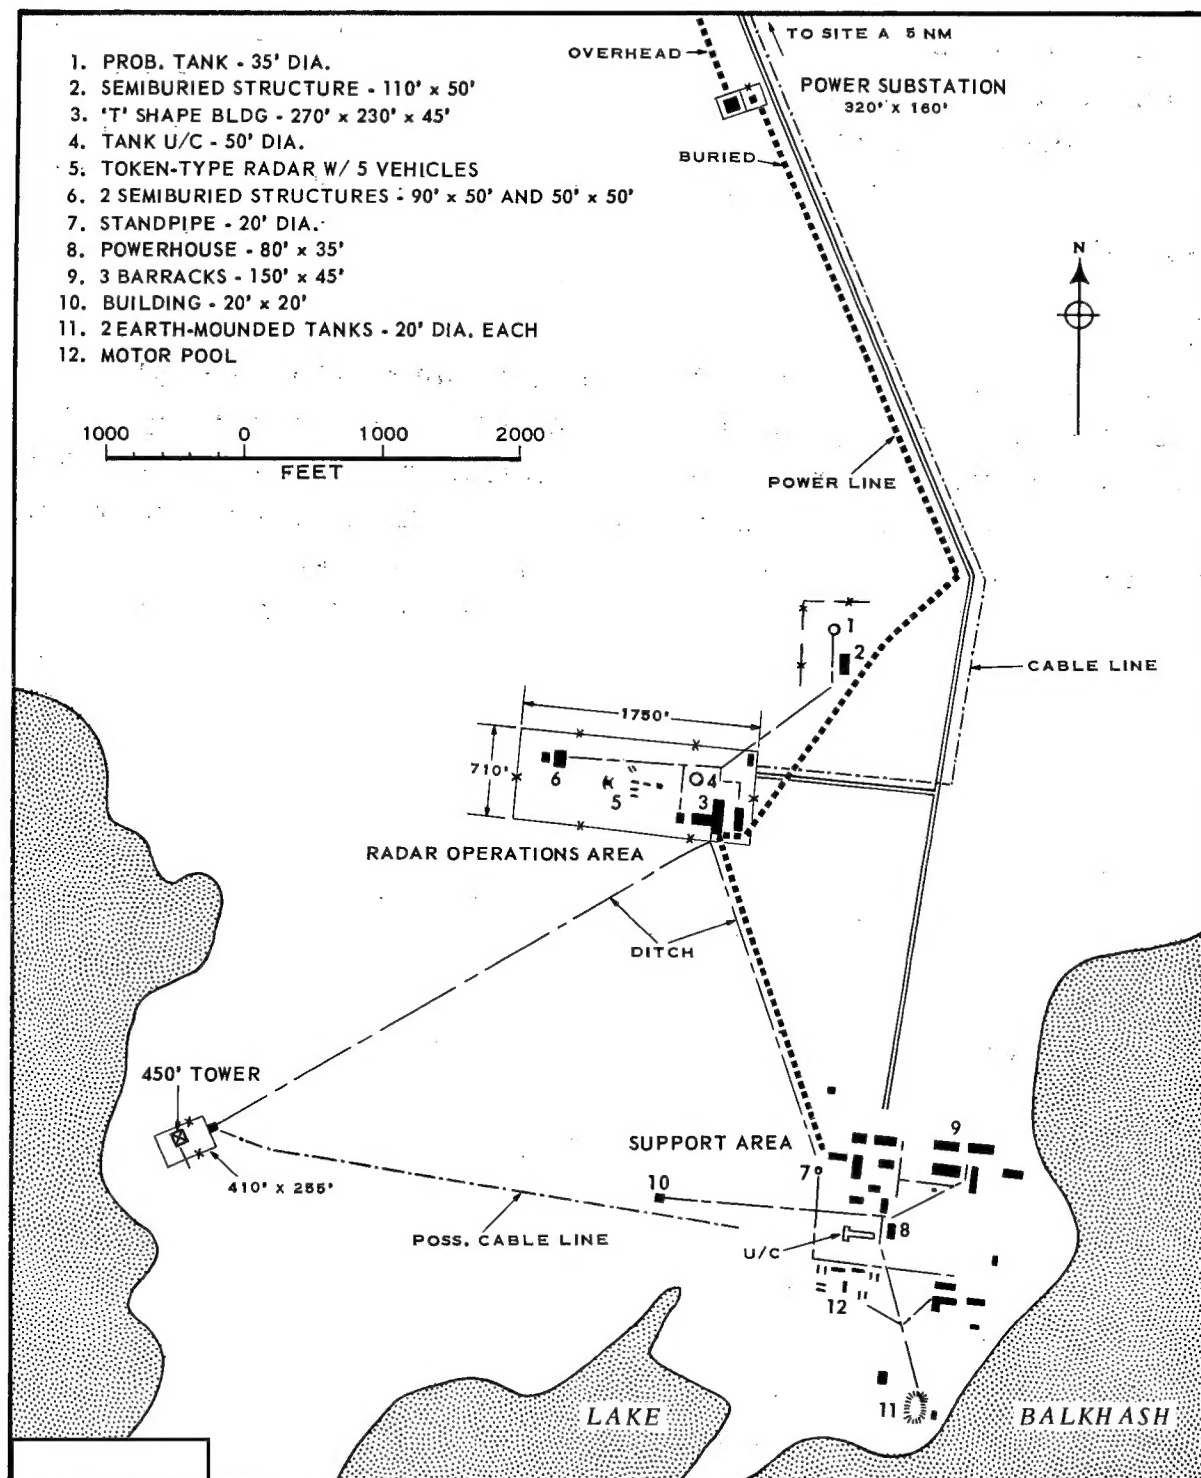 1. PROB. TANK - 35' DIA.
2. SEMIBURIED STRUCTURE - 110' x 50'
3. 'T' SHAPE BLDG - 270' x 230' x 45'
4. TANK U/C - 50' DIA.
5. TOKEN-TYPE RADAR W/ 5 VEHICLES
6. 2 SEMIBURIED STRUCTURES - 90' x 50' AND 50' x 50'
7. STANDPIPE - 20' DIA.
8. POWERHOUSE - 80' x 35'
9. 3 BARRACKS - 150' x 45'
10. BUILDING - 20' x 20'
11. 2 EARTH-MOUNDED TANKS - 20' DIA. EACH
12. MOTOR POOL
1000 0 1000 2000
FEET
TO SITE A 5 NM
OVERHEAD
POWER SUBSTATION
320' X 160'
BURIED
N
POWER LINE
1
2
CABLE LINE
1750'
710'
6
5
4
3
RADAR OPERATIONS AREA
DITCH
450' TOWER
410' X 255'
SUPPORT AREA
9
7
10
8
POSS. CABLE LINE
U/C
12
11
LAKE
BALKHASH